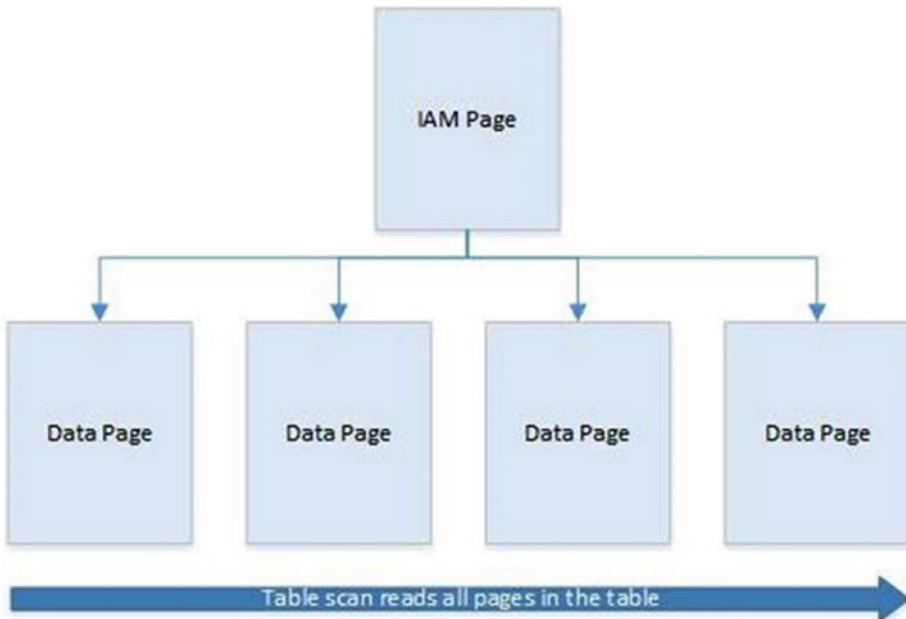 IAM Page
Data Page
Data Page
Data Page
Data Page
Table scan reads all pages in the table